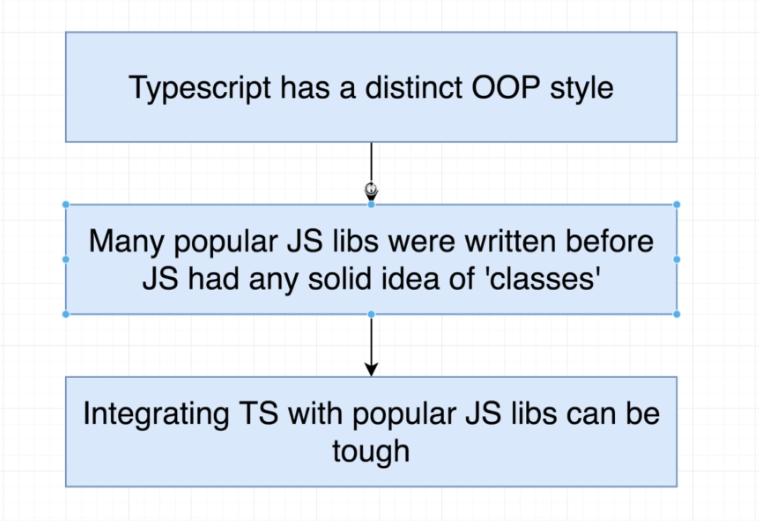 Typescript has a distinct OOP style
Many popular JS libs were written before
JS had any solid idea of 'classes'
Integrating TS with popular JS libs can be
tough